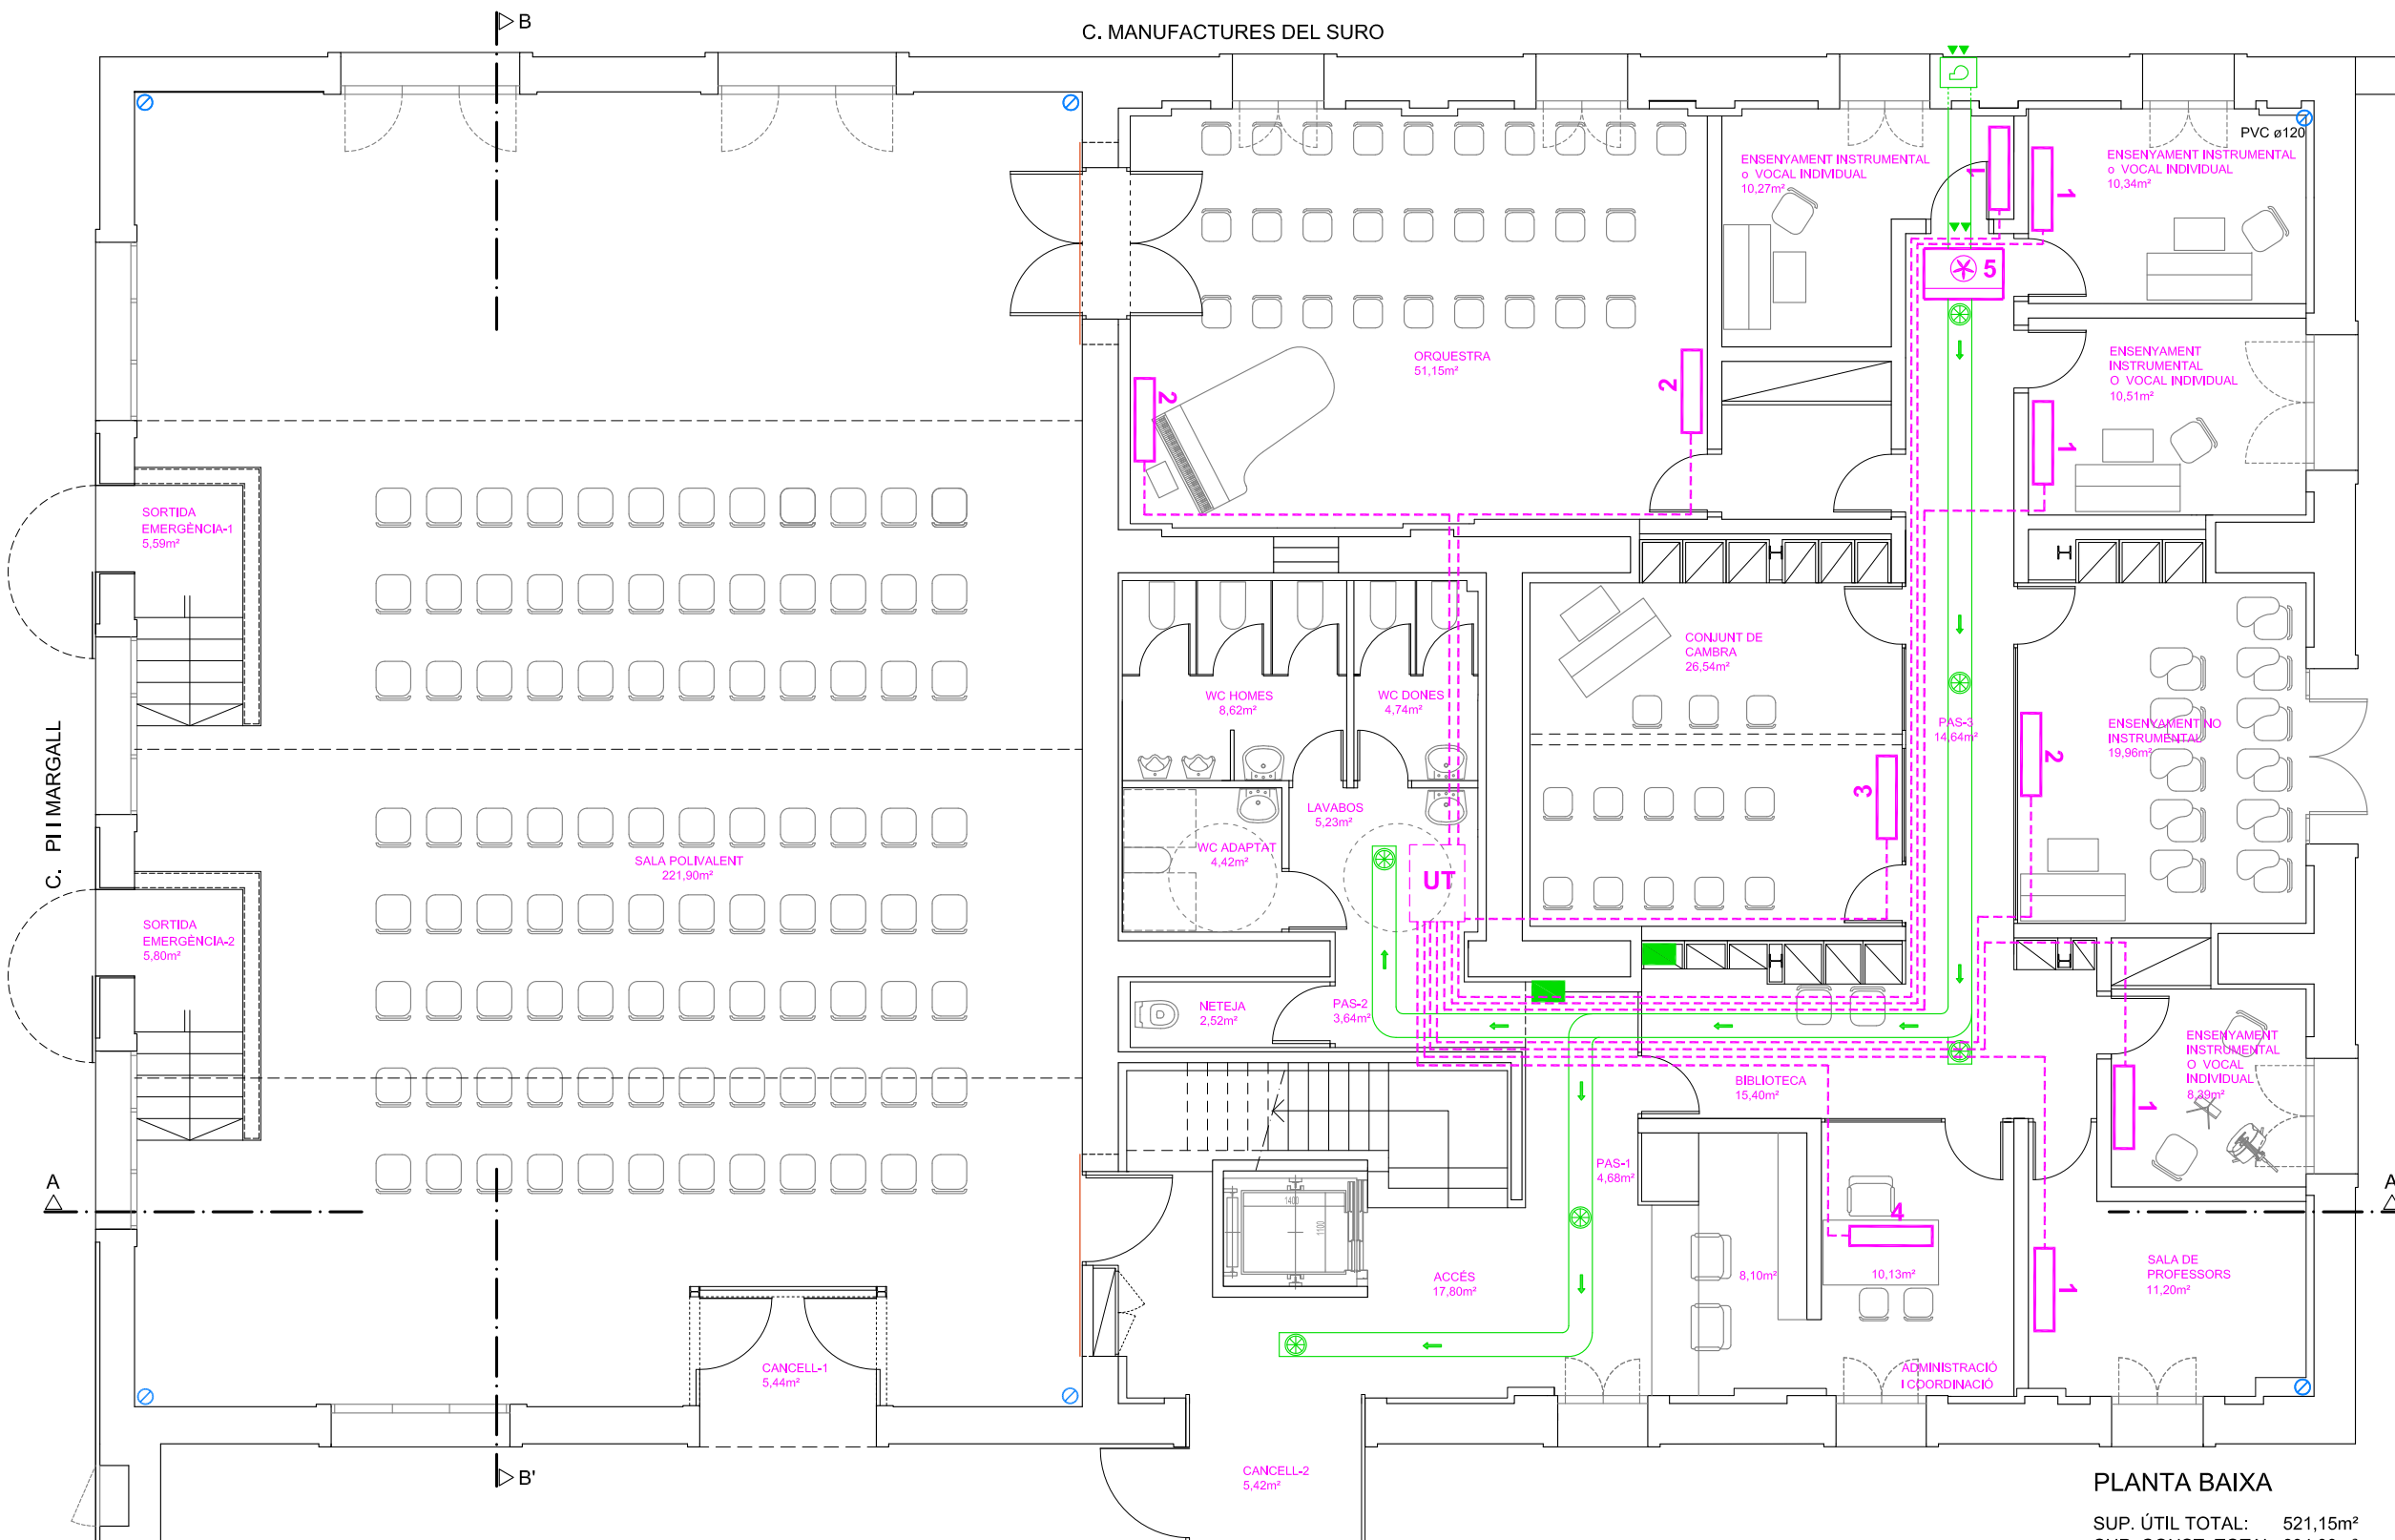 B
C. MANUFACTURES DEL SURO
PVC ø120
ENSENYAMENT INSTRUMENTAL
o VOCAL INDIVIDUAL
10,27m²
1
1
ENSENYAMENT INSTRUMENTAL
o VOCAL INDIVIDUAL
10,34m²
5
ORQUESTRA
51,15m²
2
2
ENSENYAMENT
INSTRUMENTAL
O VOCAL INDIVIDUAL
10,51m²
1
SORTIDA
EMERGÈNCIA-1
5,59m²
H
H
CONJUNT DE
CAMBRA
26,54m²
WC HOMES
8,62m²
WC DONES
4,74m²
PAS-3
14,64m²
ENSENYAMENT NO
INSTRUMENTAL
19,96m²
2
3
C. PI I MARGALL
LAVABOS
5,23m²
WC ADAPTAT
4,42m²
UT
SALA POLIVALENT
221,90m²
SORTIDA
EMERGÈNCIA-2
5,80m²
H
H
NETEJA
2,52m²
PAS-2
3,64m²
ENSENYAMENT
INSTRUMENTAL
O VOCAL
INDIVIDUAL
8,39m²
1
BIBLIOTECA
15,40m²
PAS-1
4,68m²
A
A
1400
1100
4
ACCÉS
17,80m²
8,10m²
10,13m²
SALA DE
PROFESSORS
11,20m²
1
CANCELL-1
5,44m²
ADMINISTRACIÓ
I COORDINACIÓ
B'
CANCELL-2
5,42m²
PLANTA BAIXA
SUP. ÚTIL TOTAL: 521,15m²